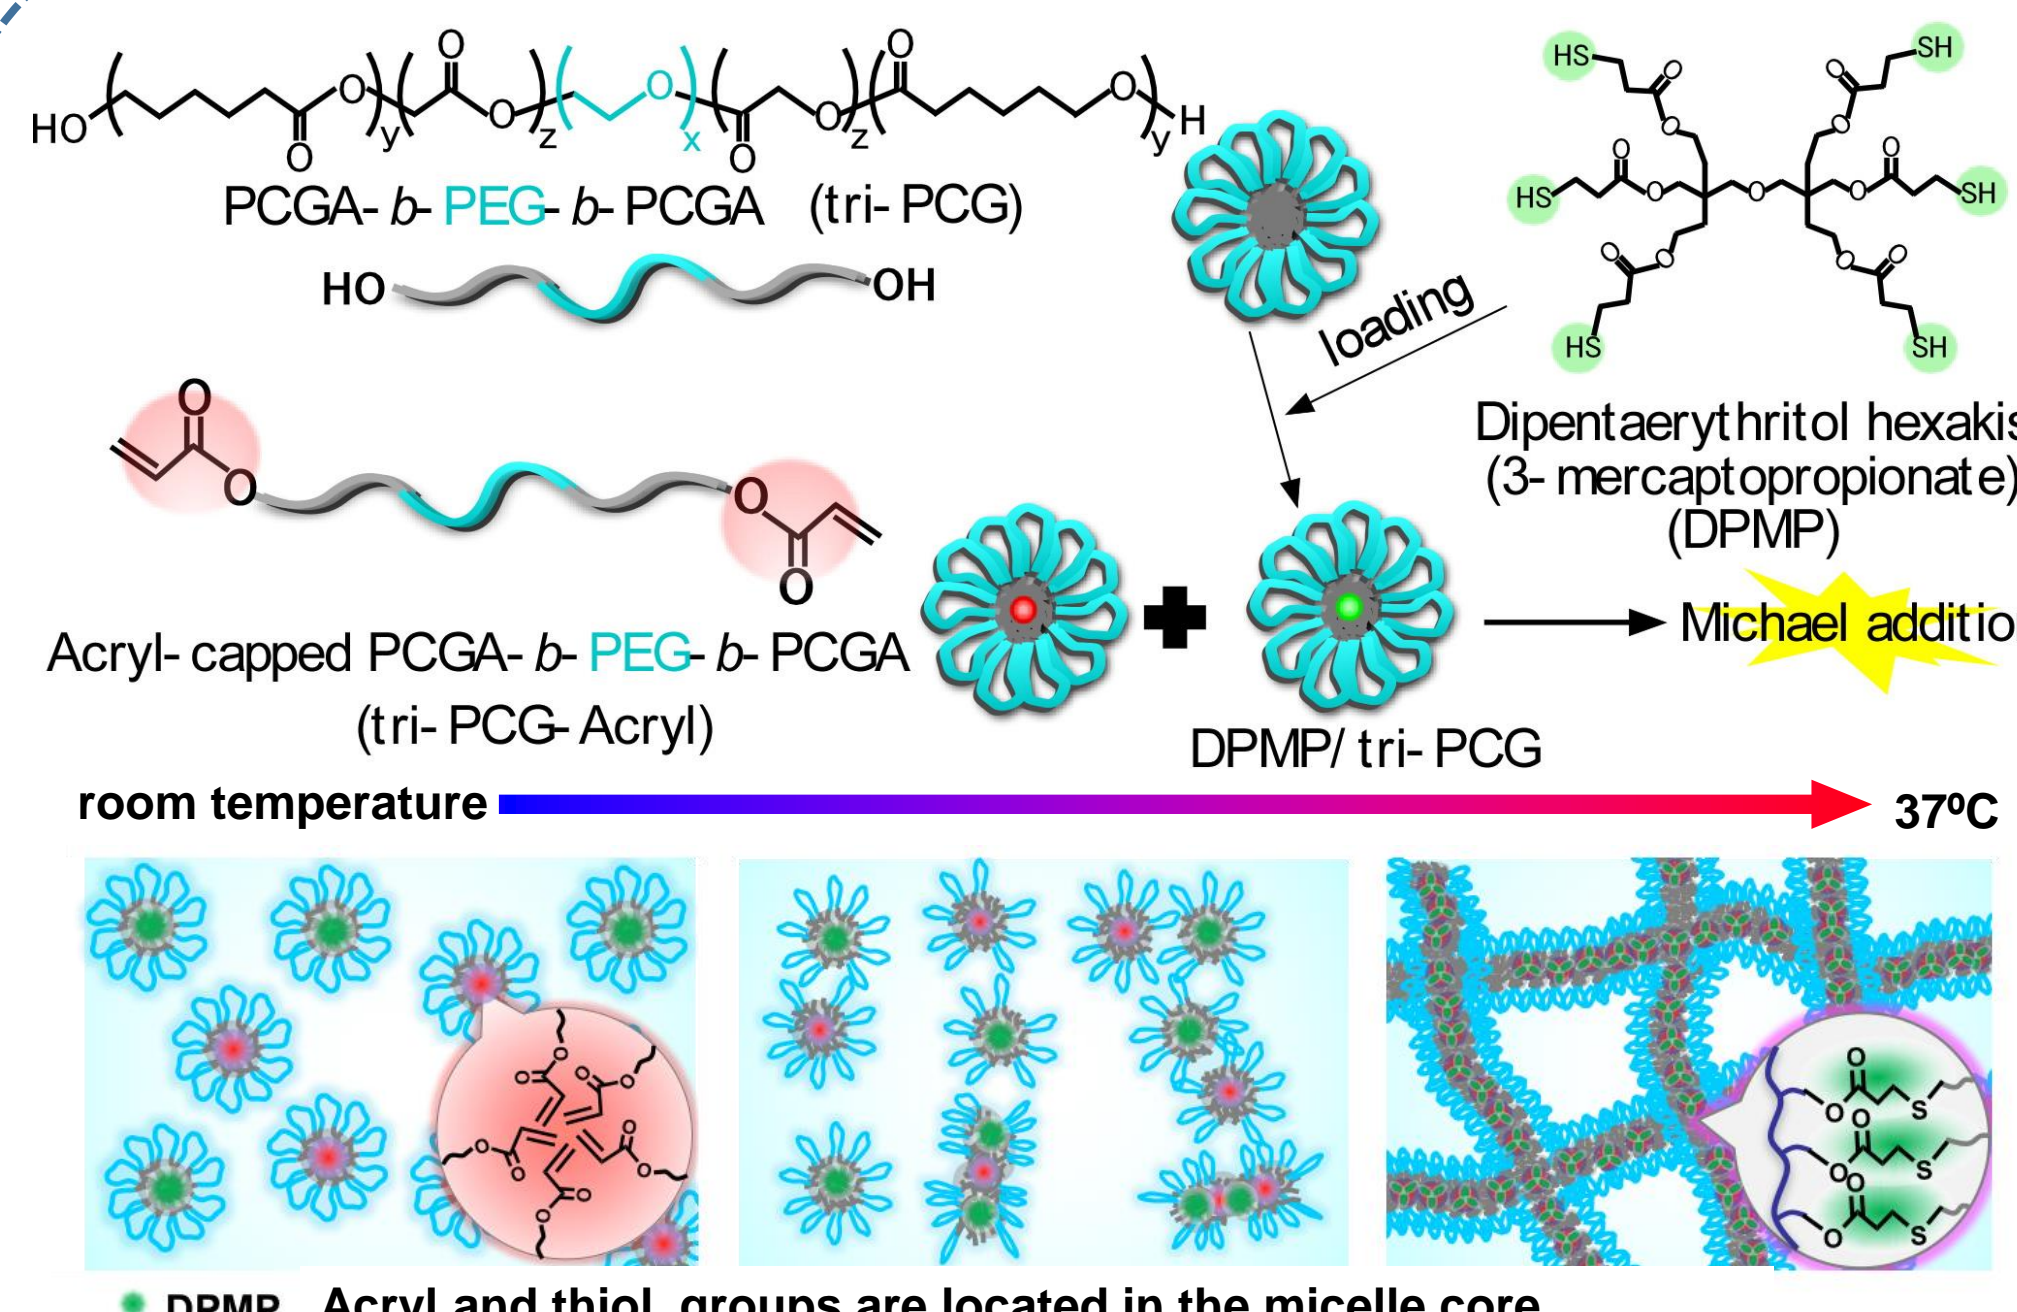 HO
O
O
y
O
O
z
O
x
O
O
z
O
O
y
H
PCGA-b-PEG-b-PCGA (tri-PCG)
HO
OH
loading
HS
SH
O
O
O
O
HS
O
O
O
O
O
SH
O
O
O
O
HS
SH
Dipentaerythritol hexakis
(3-mercaptopropionate)
(DPMP)
O
O
O
O
Acryl-capped PCGA-b-PEG-b-PCGA
(tri-PCG-Acryl)
DPMP/ tri-PCG
Michael additio
room temperature
37ºC
O
O
O
O
O
O
O
O
O
O
O
O
S
O
O
S
O
O
S
DPMP
Acryl and thiol groups are located in the micelle core